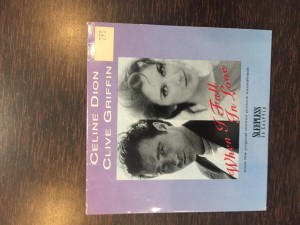 CELINE DION
CLIVE GRIFFIN
When I Fall
In Love
SLEEPLESS
IN SEATTLE